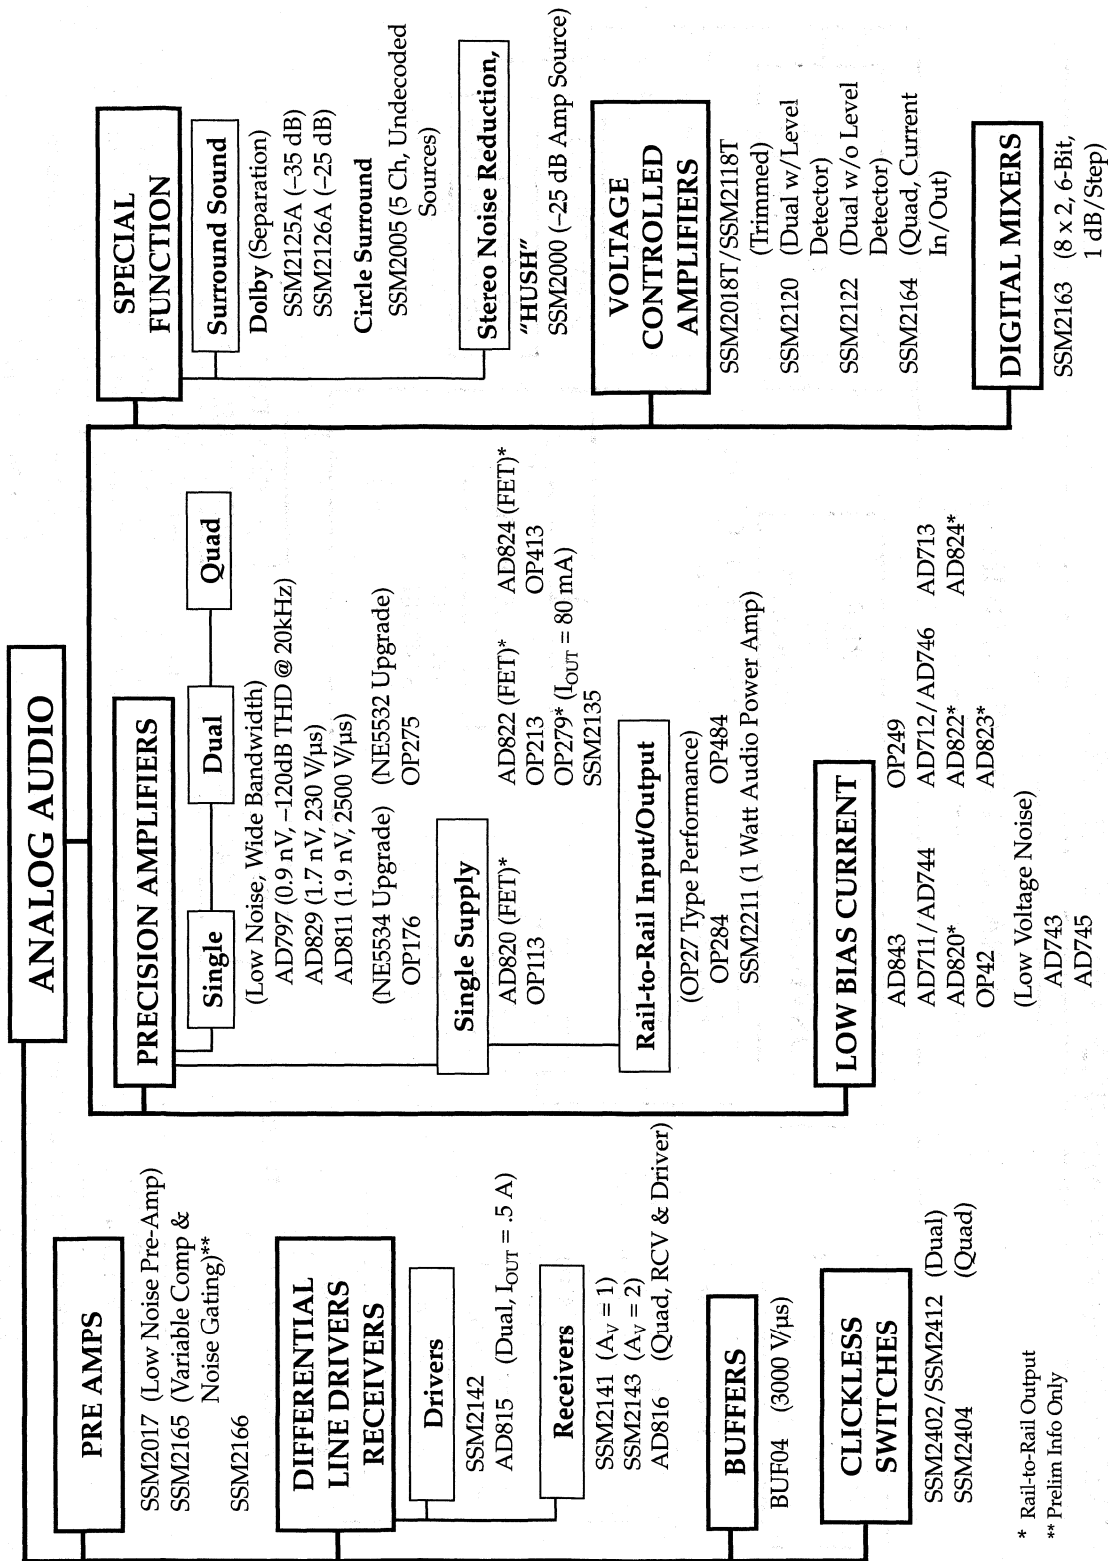 ANALOG AUDIO
PRE AMPS
SSM2017 (Low Noise Pre-Amp)
SSM2165 (Variable Comp &
Noise Gating)**
SSM2166
DIFFERENTIAL
LINE DRIVERS
RECEIVERS
Drivers
SSM2142
AD815 (Dual, IOUT = .5 A)
Receivers
SSM2141 (AV = 1)
SSM2143 (AV = 2)
AD816 (Quad, RCV & Driver)
BUFFERS
BUF04 (3000 V/μs)
CLICKLESS
SWITCHES
SSM2402/SSM2412 (Dual)
SSM2404 (Quad)
* Rail-to-Rail Output
** Prelim Info Only
PRECISION AMPLIFIERS
Single Dual Quad
(Low Noise, Wide Bandwidth)
AD797 (0.9 nV, –120dB THD @ 20kHz)
AD829 (1.7 nV, 230 V/μs)
AD811 (1.9 nV, 2500 V/μs)
(NE5534 Upgrade) (NE5532 Upgrade)
OP176 OP275
Single Supply
AD820 (FET)* AD822 (FET)* AD824 (FET)*
OP113 OP213 OP413
OP279* (IOUT = 80 mA)
SSM2135
Rail-to-Rail Input/Output
(OP27 Type Performance)
OP284 OP484
SSM2211 (1 Watt Audio Power Amp)
LOW BIAS CURRENT
AD843 OP249
AD711/AD744 AD712/AD746 AD713
AD820* AD822* AD824*
OP42 AD823*
(Low Voltage Noise)
AD743
AD745
SPECIAL
FUNCTION
Surround Sound
Dolby (Separation)
SSM2125A (–35 dB)
SSM2126A (–25 dB)
Circle Surround
SSM2005 (5 Ch, Undecoded
Sources)
Stereo Noise Reduction,
"HUSH"
SSM2000 (–25 dB Amp Source)
VOLTAGE
CONTROLLED
AMPLIFIERS
SSM2018T/SSM2118T
(Trimmed)
SSM2120 (Dual w/Level
Detector)
SSM2122 (Dual w/o Level
Detector)
SSM2164 (Quad, Current
In/Out)
DIGITAL MIXERS
SSM2163 (8 x 2, 6-Bit,
1 dB/Step)